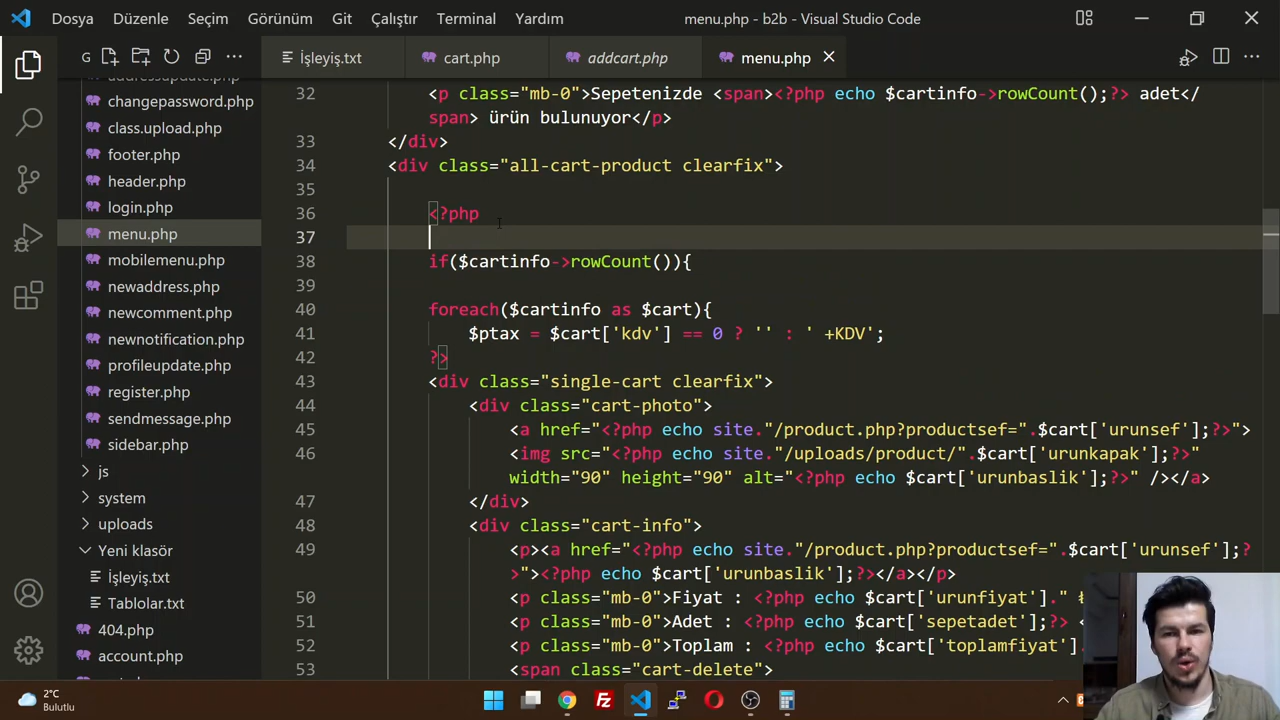 Dosya Düzenle Seçim Görünüm Git Çalıştır Terminal Yardım menu.php - b2b - Visual Studio Code
G ··· İşleyiş.txt cart.php addcart.php menu.php
addressupdate.php
changepassword.php
class.upload.php
footer.php
header.php
login.php
menu.php
mobilemenu.php
newaddress.php
newcomment.php
newnotification.php
profileupdate.php
register.php
sendmessage.php
sidebar.php
js
system
uploads
Yeni klasör
İşleyiş.txt
Tablolar.txt
404.php
account.php
32 <p class="mb-0">Sepetenizde <span><?php echo $cartinfo->rowCount();?> adet</
span> ürün bulunuyor</p>
33 </div>
34 <div class="all-cart-product clearfix">
35
36 <?php
37
38 if($cartinfo->rowCount()){
39
40 foreach($cartinfo as $cart){
41 $ptax = $cart['kdv'] == 0 ? '' : ' +KDV';
42 ?>
43 <div class="single-cart clearfix">
44 <div class="cart-photo">
45 <a href="<?php echo site."/product.php?productsef=".$cart['urunsef'];?>">
46 <img src="<?php echo site."/uploads/product/".$cart['urunkapak'];?>"
width="90" height="90" alt="<?php echo $cart['urunbaslik'];?>" /></a>
47 </div>
48 <div class="cart-info">
49 <p><a href="<?php echo site."/product.php?productsef=".$cart['urunsef'];?
>"><?php echo $cart['urunbaslik'];?></a></p>
50 <p class="mb-0">Fiyat : <?php echo $cart['urunfiyat']." ₺
51 <p class="mb-0">Adet : <?php echo $cart['sepetadet'];?> <
52 <p class="mb-0">Toplam : <?php echo $cart['toplamfiyat'].
53 <span class="cart-delete">
2°C
Bulutlu